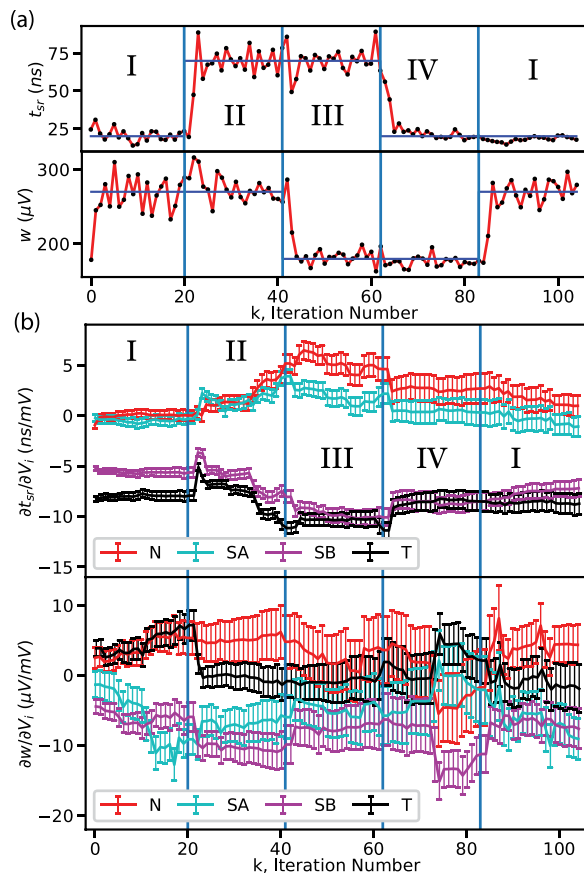 (a)
I
IV
I
II
III
t_sr (ns)
75
50
25
w (μV)
300
200
0 20 40 60 80 100
k, Iteration Number
(b)
I
II
III
IV
I
∂t_sr/∂V_i (ns/mV)
5
0
−5
−10
−15
N SA SB T
∂w/∂V_i (μV/mV)
10
0
−10
−20
N SA SB T
0 20 40 60 80 100
k, Iteration Number